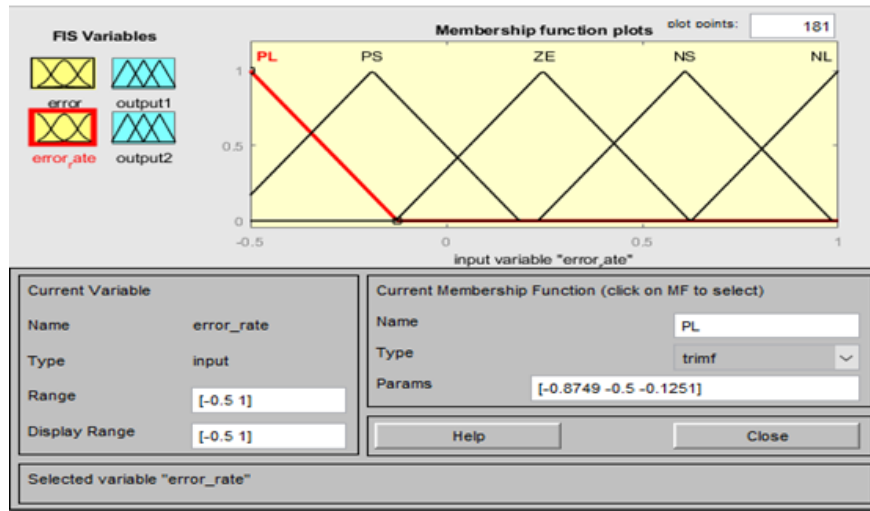 FIS Variables
Membership function plots
plot points:
181
PL
PS
ZE
NS
NL
error
output1
error_rate
output2
1
0.5
0
-0.5
0
0.5
1
input variable "error_rate"
Current Variable
Name
error_rate
Type
input
Range
[-0.5 1]
Display Range
[-0.5 1]
Current Membership Function (click on MF to select)
Name
PL
Type
trimf
Params
[-0.8749 -0.5 -0.1251]
Help
Close
Selected variable "error_rate"